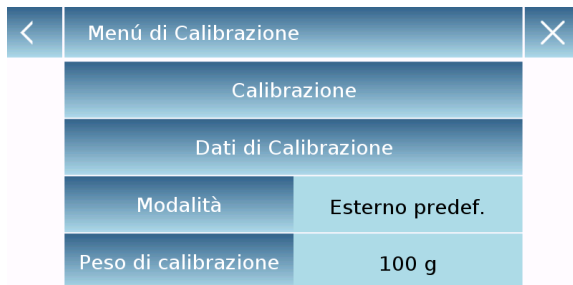 Menú di Calibrazione
Calibrazione
Dati di Calibrazione
Modalità Esterno predef.
Peso di calibrazione 100 g